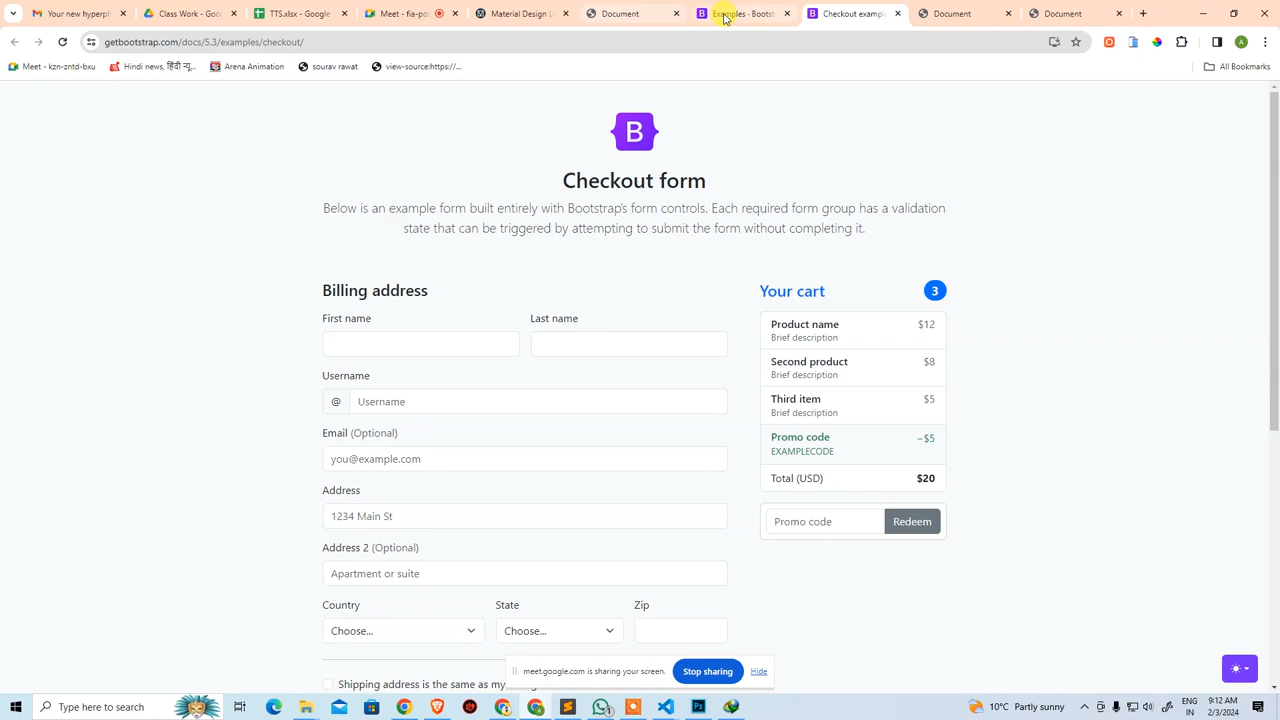 Your new hyperph
Class Work - Goog
TTS.xlsx - Google
Meet - fia-po
Material Design Li
Document
Examples - Bootst
Checkout exampl
Document
Document
getbootstrap.com/docs/5.3/examples/checkout/
A
Meet - kzn-zntd-bxu
Hindi news, हिंदी न्यू...
Arena Animation
sourav rawat
view-source:https://...
All Bookmarks
B
Checkout form
Below is an example form built entirely with Bootstrap's form controls. Each required form group has a validation
state that can be triggered by attempting to submit the form without completing it.
Billing address
First name
Last name
Username
@ Username
Email (Optional)
you@example.com
Address
1234 Main St
Address 2 (Optional)
Apartment or suite
Country
State
Zip
Choose...
Choose...
Shipping address is the same as my
Your cart
3
Product name
$12
Brief description
Second product
$8
Brief description
Third item
$5
Brief description
Promo code
−$5
EXAMPLECODE
Total (USD)
$20
Promo code
Redeem
meet.google.com is sharing your screen.
Stop sharing
Hide
Type here to search
10°C Partly sunny
ENG
IN
9:12 AM
2/3/2024